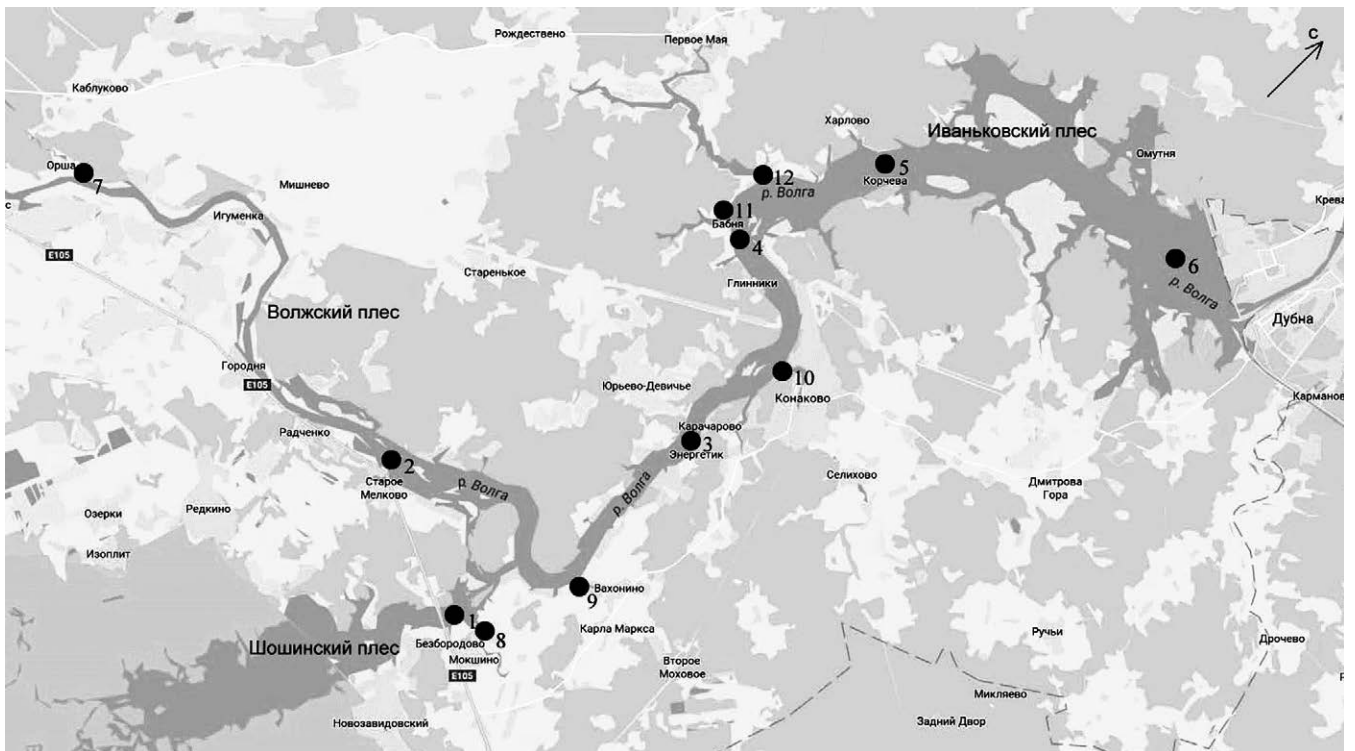 Рождествено
Первое Мая
С
Каблуково
Харлово
Иваньковский плес
Орша
7
Мишнево
12
5
Корчева
Омутня
р. Волга
Игуменка
11
Бабня
4
Крева
E105
Старенькое
Глинники
6
р. Волга
Волжский плес
Дубна
Городня
E105
Юрьево-Девичье
10
Конаково
Карманов
Радченко
Карачарово
3
Энергетик
2
Старое
Мелково
р. Волга
р. Волга
Селихово
Дмитрова
Гора
Озерки
Редкино
Изоплит
9
Вахонино
1
8
Безбородово
Карла Маркса
Ручьи
Дрочево
Шошинский плес
Мокшино
E105
Второе
Моховое
Микляево
Новозавидовский
Задний Двор